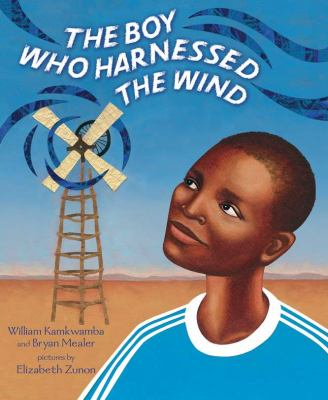 THE BOY
WHO HARNESSED
THE WIND
William Kamkwamba
and Bryan Mealer
pictures by
Elizabeth Zunon